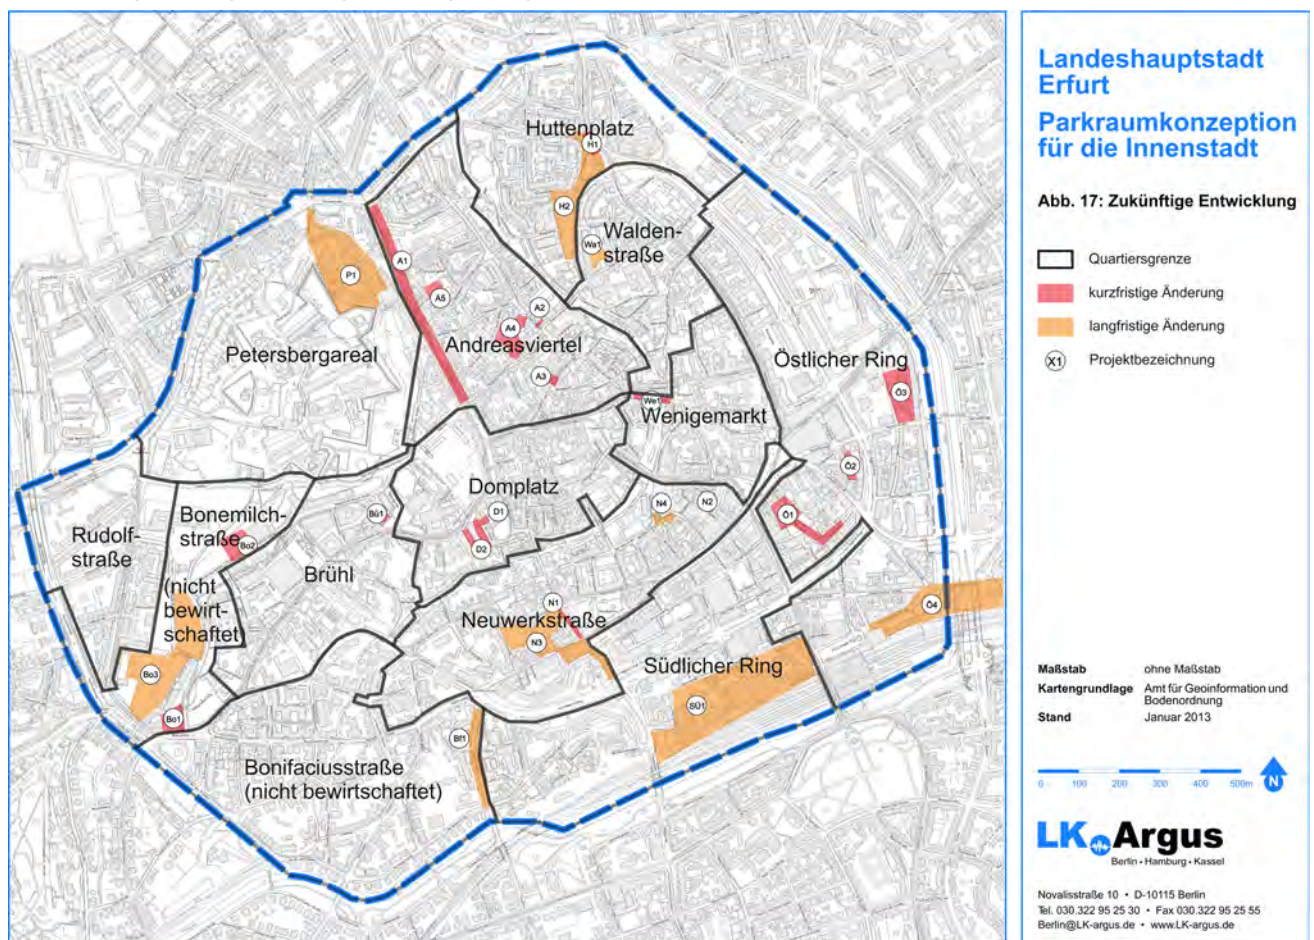 Huttenplatz
H1
H2
Walden-
straße
Wa1
P1
A1
A5
A2
A4
Andreasviertel
A3
Petersbergareal
Östlicher Ring
Ö3
We1
Wenigemarkt
Ö2
Domplatz
Bonemilch-
straße
Bo2
Bü1
D1
D2
N4
N2
Ö1
Rudolf-
straße
(nicht
bewirt-
schaftet)
Brühl
N1
Neuwerkstraße
N3
Ö4
Südlicher Ring
Bo3
SÜ1
Bo1
Bf1
Bonifaciusstraße
(nicht bewirtschaftet)
Landeshauptstadt
Erfurt
Parkraumkonzeption
für die Innenstadt
Abb. 17: Zukünftige Entwicklung
Quartiersgrenze
kurzfristige Änderung
langfristige Änderung
X1 Projektbezeichnung
Maßstab ohne Maßstab
Kartengrundlage Amt für Geoinformation und
Bodenordnung
Stand Januar 2013
0 100 200 300 400 500m
N
LK Argus
Berlin • Hamburg • Kassel
Novalisstraße 10 • D-10115 Berlin
Tel. 030.322 95 25 30 • Fax 030.322 95 25 55
Berlin@LK-argus.de • www.LK-argus.de